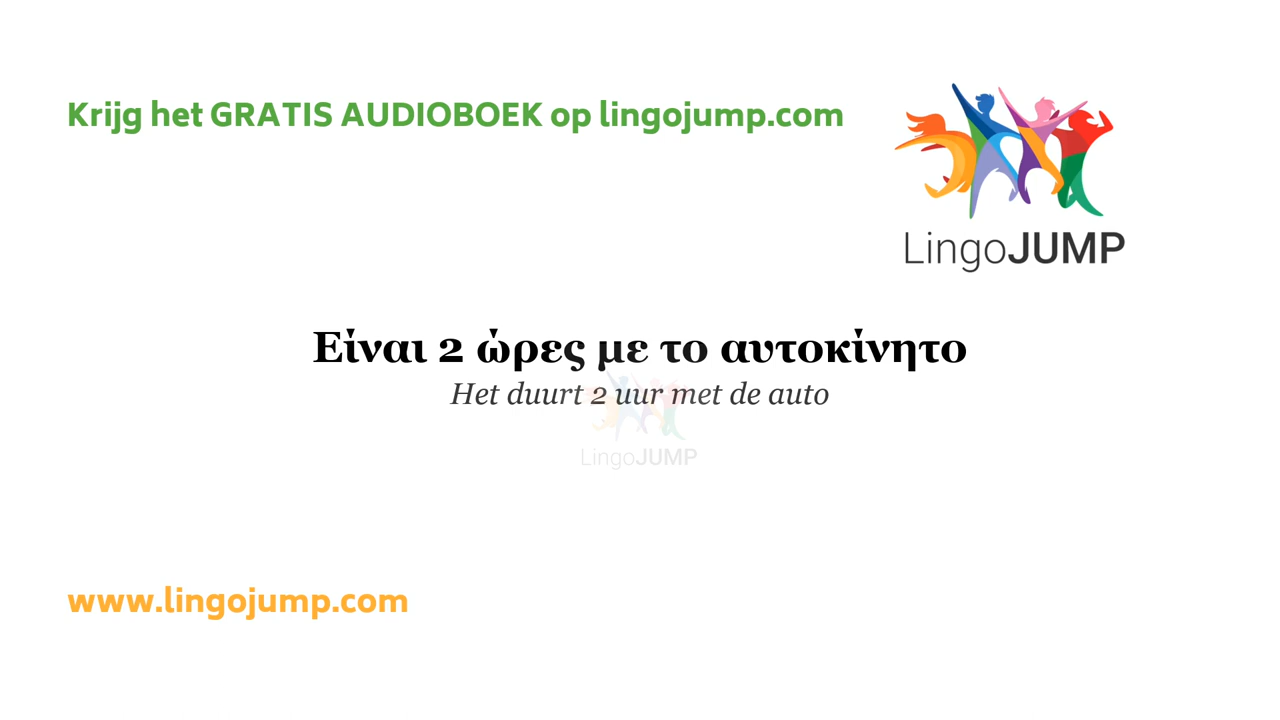 Krijg het GRATIS AUDIOBOEK op lingojump.com
LingoJUMP
Είναι 2 ώρες με το αυτοκίνητο
Het duurt 2 uur met de auto
LingoJUMP
www.lingojump.com